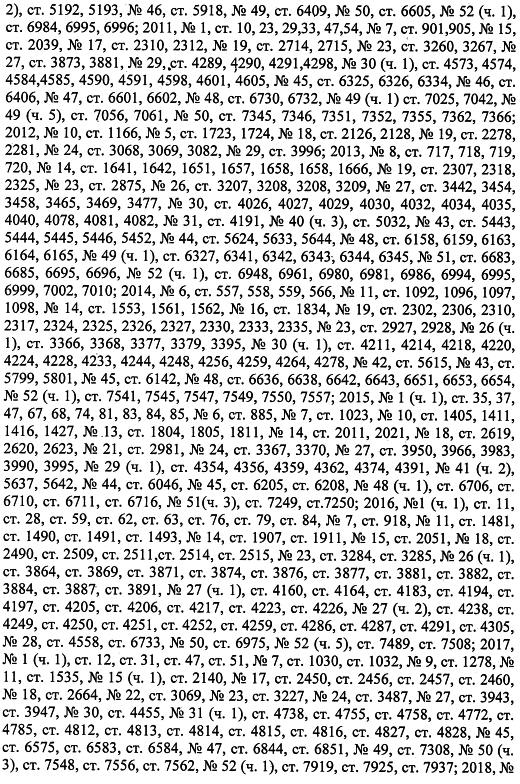 2), ст. 5192, 5193, № 46, ст. 5918, № 49, ст. 6409, № 50, ст. 6605, № 52 (ч. 1),
ст. 6984, 6995, 6996; 2011, № 1, ст. 10, 23, 29,33, 47,54, № 7, ст. 901,905, № 15,
ст. 2039, № 17, ст. 2310, 2312, № 19, ст. 2714, 2715, № 23, ст. 3260, 3267, №
27, ст. 3873, 3881, № 29,,ст. 4289, 4290, 4291,4298, № 30 (ч. 1), ст. 4573, 4574,
4584,4585, 4590, 4591, 4598, 4601, 4605, № 45, ст. 6325, 6326, 6334, № 46, ст.
6406, № 47, ст. 6601, 6602, № 48, ст. 6730, 6732, № 49 (ч. 1) ст. 7025, 7042, №
49 (ч. 5), ст. 7056, 7061, № 50, ст. 7345, 7346, 7351, 7352, 7355, 7362, 7366;
2012, № 10, ст. 1166, № 5, ст. 1723, 1724, № 18, ст. 2126, 2128, № 19, ст. 2278,
2281, № 24, ст. 3068, 3069, 3082, № 29, ст. 3996; 2013, № 8, ст. 717, 718, 719,
720, № 14, ст. 1641, 1642, 1651, 1657, 1658, 1658, 1666, № 19, ст. 2307, 2318,
2325, № 23, ст. 2875, № 26, ст. 3207, 3208, 3208, 3209, № 27, ст. 3442, 3454,
3458, 3465, 3469, 3477, № 30, ст. 4026, 4027, 4029, 4030, 4032, 4034, 4035,
4040, 4078, 4081, 4082, № 31, ст. 4191, № 40 (ч. 3), ст. 5032, № 43, ст. 5443,
5444, 5445, 5446, 5452, № 44, ст. 5624, 5633, 5644, № 48, ст. 6158, 6159, 6163,
6164, 6165, № 49 (ч. 1), ст. 6327, 6341, 6342, 6343, 6344, 6345, № 51, ст. 6683,
6685, 6695, 6696, № 52 (ч. 1), ст. 6948, 6961, 6980, 6981, 6986, 6994, 6995,
6999, 7002, 7010; 2014, № 6, ст. 557, 558, 559, 566, № 11, ст. 1092, 1096, 1097,
1098, № 14, ст. 1553, 1561, 1562, № 16, ст. 1834, № 19, ст. 2302, 2306, 2310,
2317, 2324, 2325, 2326, 2327, 2330, 2333, 2335, № 23, ст. 2927, 2928, № 26 (ч.
1), ст. 3366, 3368, 3377, 3379, 3395, № 30 (ч. 1), ст. 4211, 4214, 4218, 4220,
4224, 4228, 4233, 4244, 4248, 4256, 4259, 4264, 4278, № 42, ст. 5615, № 43, ст.
5799, 5801, № 45, ст. 6142, № 48, ст. 6636, 6638, 6642, 6643, 6651, 6653, 6654,
№ 52 (ч. 1), ст. 7541, 7545, 7547, 7549, 7550, 7557; 2015, № 1 (ч. 1), ст. 35, 37,
47, 67, 68, 74, 81, 83, 84, 85, № 6, ст. 885, № 7, ст. 1023, № 10, ст. 1405, 1411,
1416, 1427, № 13, ст. 1804, 1805, 1811, № 14, ст. 2011, 2021, № 18, ст. 2619,
2620, 2623, № 21, ст. 2981, № 24, ст. 3367, 3370, № 27, ст. 3950, 3966, 3983,
3990, 3995, № 29 (ч. 1), ст. 4354, 4356, 4359, 4362, 4374, 4391, № 41 (ч. 2),
5637, 5642, № 44, ст. 6046, № 45, ст. 6205, ст. 6208, № 48 (ч. 1), ст. 6706, ст.
6710, ст. 6711, ст. 6716, № 51(ч. 3), ст. 7249, ст.7250; 2016, №1 (ч. 1), ст. 11,
ст. 28, ст. 59, ст. 62, ст. 63, ст. 76, ст. 79, ст. 84, № 7, ст. 918, № 11, ст. 1481,
ст. 1490, ст. 1491, ст. 1493, № 14, ст. 1907, ст. 1911, № 15, ст. 2051, № 18, ст.
2490, ст. 2509, ст. 2511,ст. 2514, ст. 2515, № 23, ст. 3284, ст. 3285, № 26 (ч. 1),
ст. 3864, ст. 3869, ст. 3871, ст. 3874, ст. 3876, ст. 3877, ст. 3881, ст. 3882, ст.
3884, ст. 3887, ст. 3891, № 27 (ч. 1), ст. 4160, ст. 4164, ст. 4183, ст. 4194, ст.
4197, ст. 4205, ст. 4206, ст. 4217, ст. 4223, ст. 4226, № 27 (ч. 2), ст. 4238, ст.
4249, ст. 4250, ст. 4251, ст. 4252, ст. 4259, ст. 4286, ст. 4287, ст. 4291, ст. 4305,
№ 28, ст. 4558, ст. 6733, № 50, ст. 6975, № 52 (ч. 5), ст. 7489, ст. 7508; 2017,
№ 1 (ч. 1), ст. 12, ст. 31, ст. 47, ст. 51, № 7, ст. 1030, ст. 1032, № 9, ст. 1278, №
11, ст. 1535, № 15 (ч. 1), ст. 2140, № 17, ст. 2450, ст. 2456, ст. 2457, ст. 2460,
№ 18, ст. 2664, № 22, ст. 3069, № 23, ст. 3227, № 24, ст. 3487, № 27, ст. 3943,
ст. 3947, № 30, ст. 4455, № 31 (ч. 1), ст. 4738, ст. 4755, ст. 4758, ст. 4772, ст.
4785, ст. 4812, ст. 4813, ст. 4814, ст. 4815, ст. 4816, ст. 4827, ст. 4828, № 45,
ст. 6575, ст. 6583, ст. 6584, № 47, ст. 6844, ст. 6851, № 49, ст. 7308, № 50 (ч.
3), ст. 7548, ст. 7556, ст. 7562, № 52 (ч. 1), ст. 7919, ст. 7925, ст. 7937; 2018, №